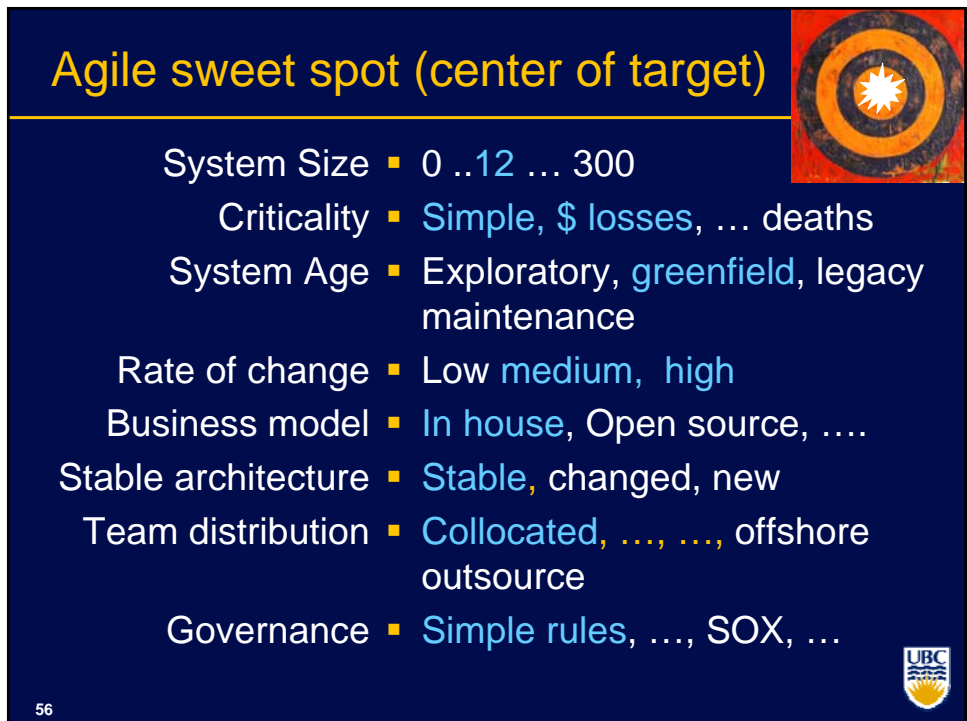 Agile sweet spot (center of target)
System Size ▪ 0 ..12 … 300
Criticality ▪ Simple, $ losses, … deaths
System Age ▪ Exploratory, greenfield, legacy
maintenance
Rate of change ▪ Low medium,  high
Business model ▪ In house, Open source, ….
Stable architecture ▪ Stable, changed, new
Team distribution ▪ Collocated, …, …, offshore
outsource
Governance ▪ Simple rules, …, SOX, …
UBC
56